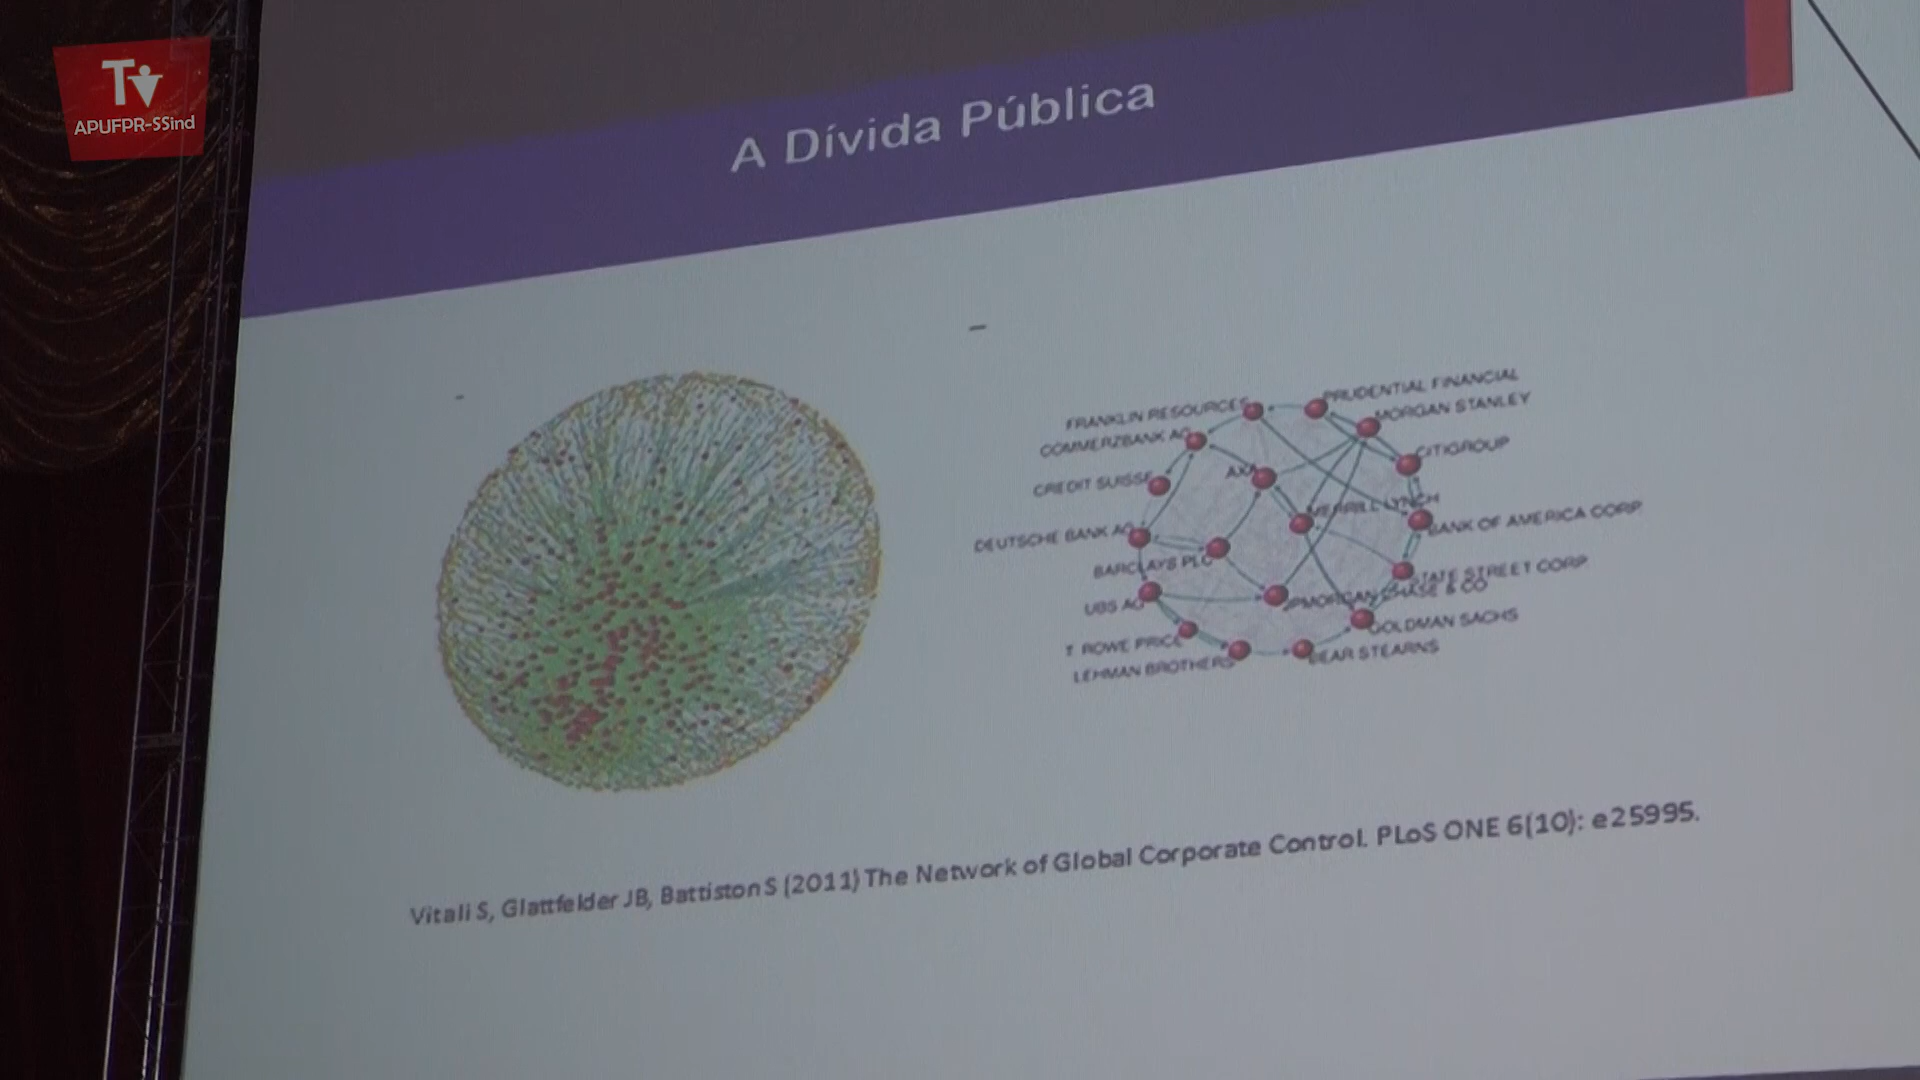 TV
APUFPR-SSind
A Dívida Pública
FRANKLIN RESOURCES
PRUDENTIAL FINANCIAL
COMMERZBANK AG
MORGAN STANLEY
CREDIT SUISSE
AXA
CITIGROUP
DEUTSCHE BANK AG
MERRILL LYNCH
BANK OF AMERICA CORP
BARCLAYS PLC
STATE STREET CORP
UBS AG
JPMORGAN CHASE & CO
T. ROWE PRICE
GOLDMAN SACHS
LEHMAN BROTHERS
BEAR STEARNS
Vitali S, Glattfelder JB, Battiston S (2011) The Network of Global Corporate Control. PLoS ONE 6(10): e25995.